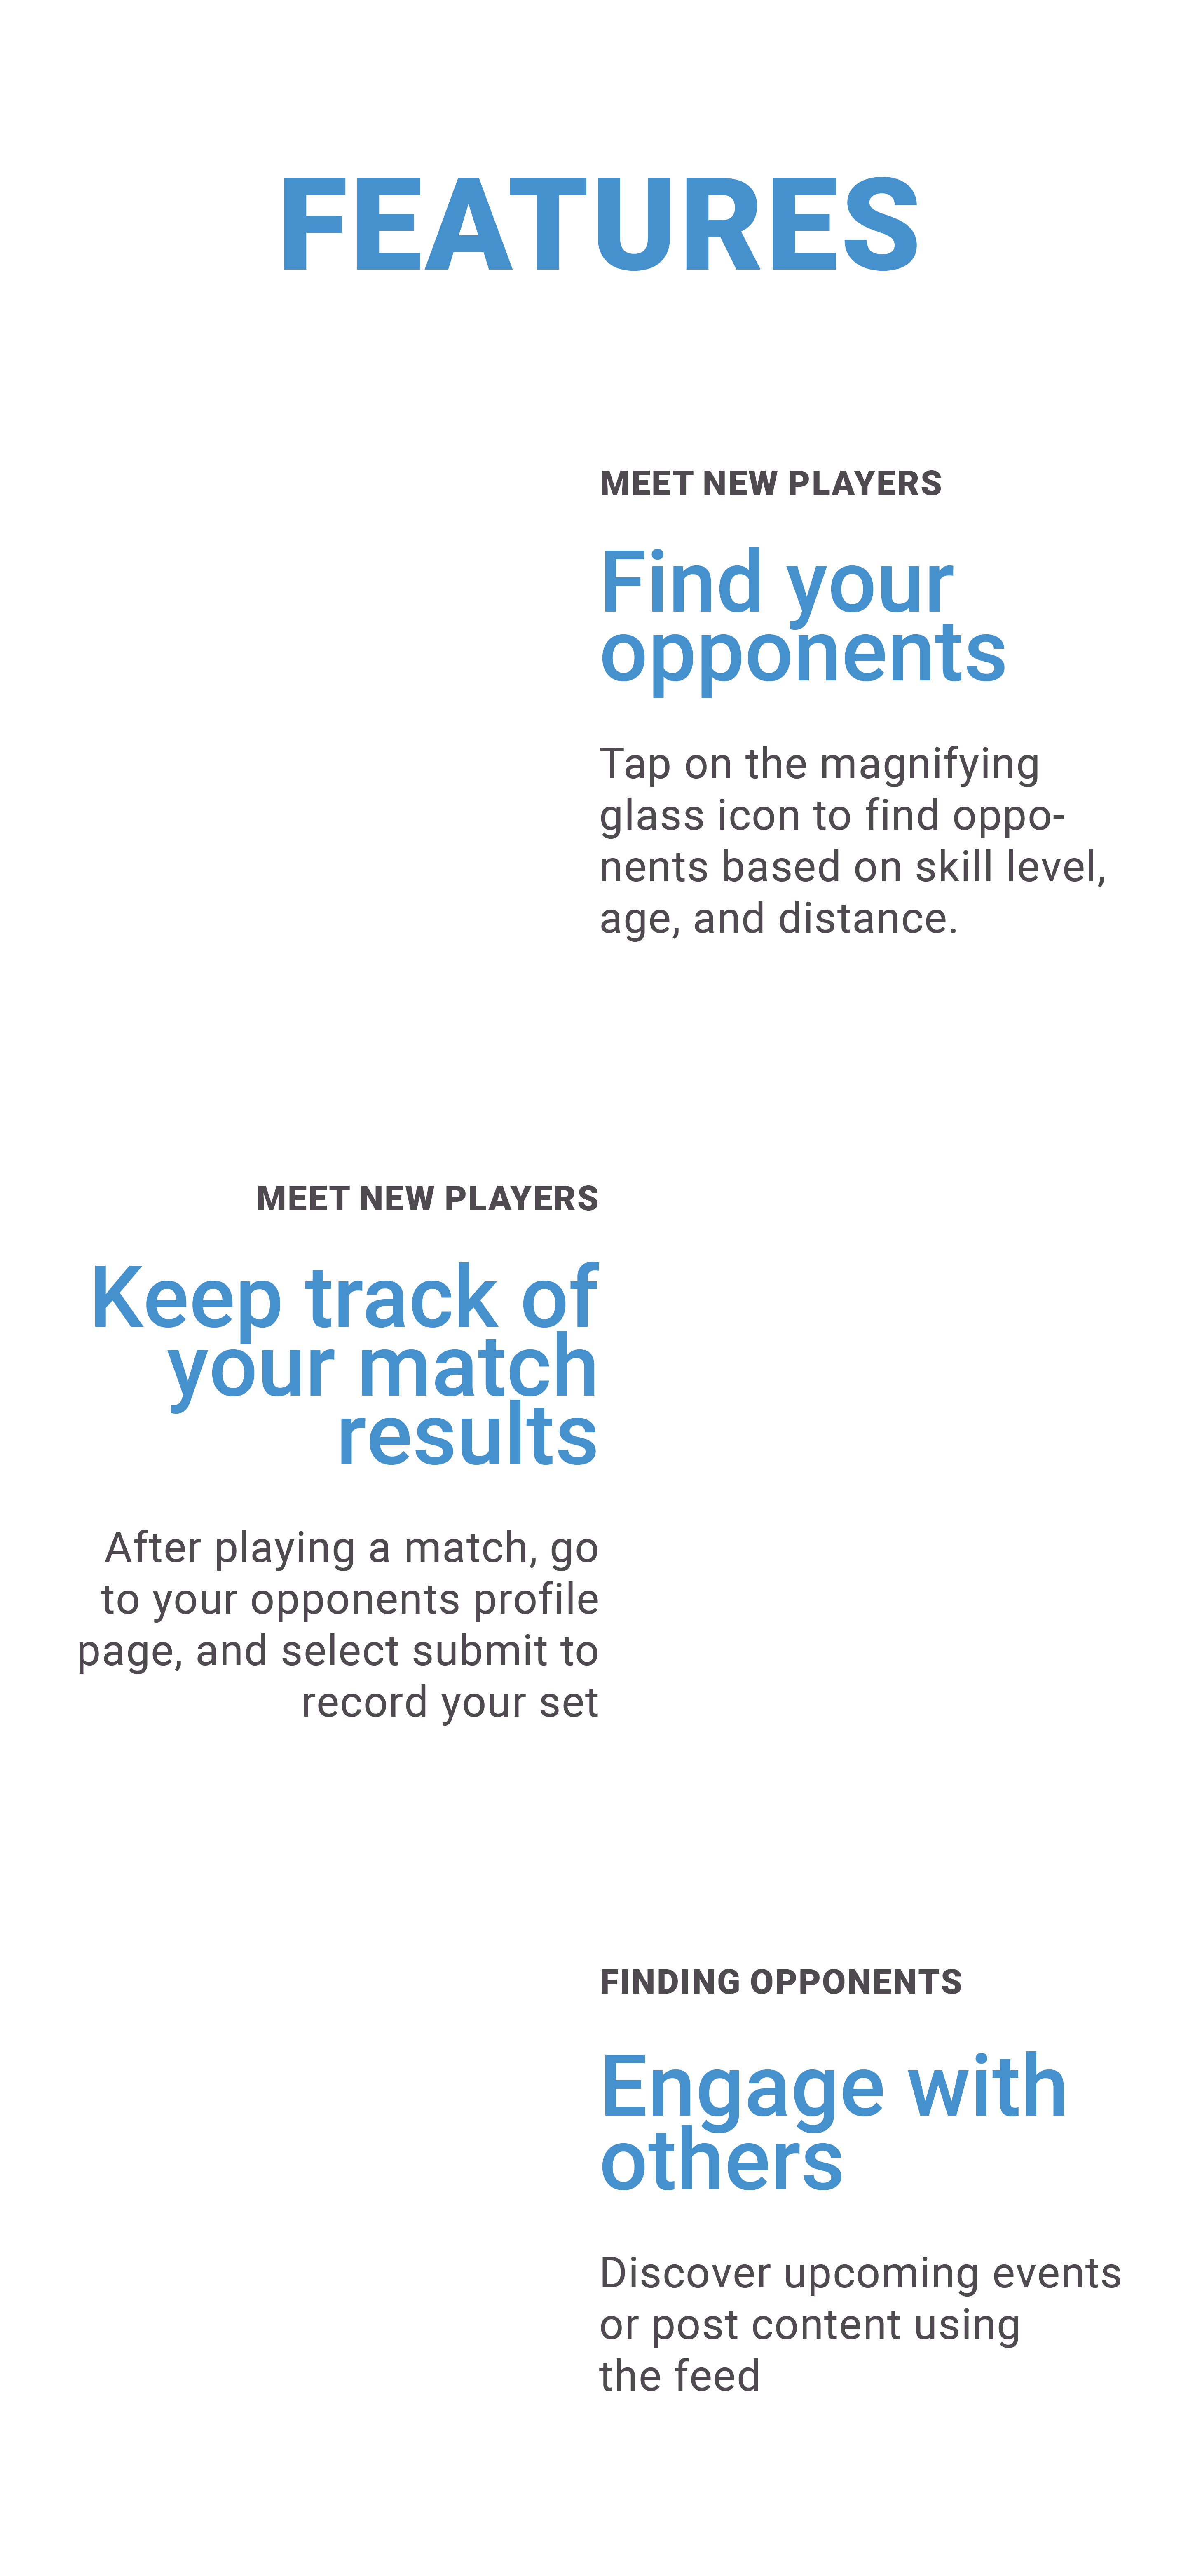 FEATURES
MEET NEW PLAYERS
Find your
opponents
Tap on the magnifying
glass icon to find oppo-
nents based on skill level,
age, and distance.
MEET NEW PLAYERS
Keep track of
your match
results
After playing a match, go
to your opponents profile
page, and select submit to
record your set
FINDING OPPONENTS
Engage with
others
Discover upcoming events
or post content using
the feed